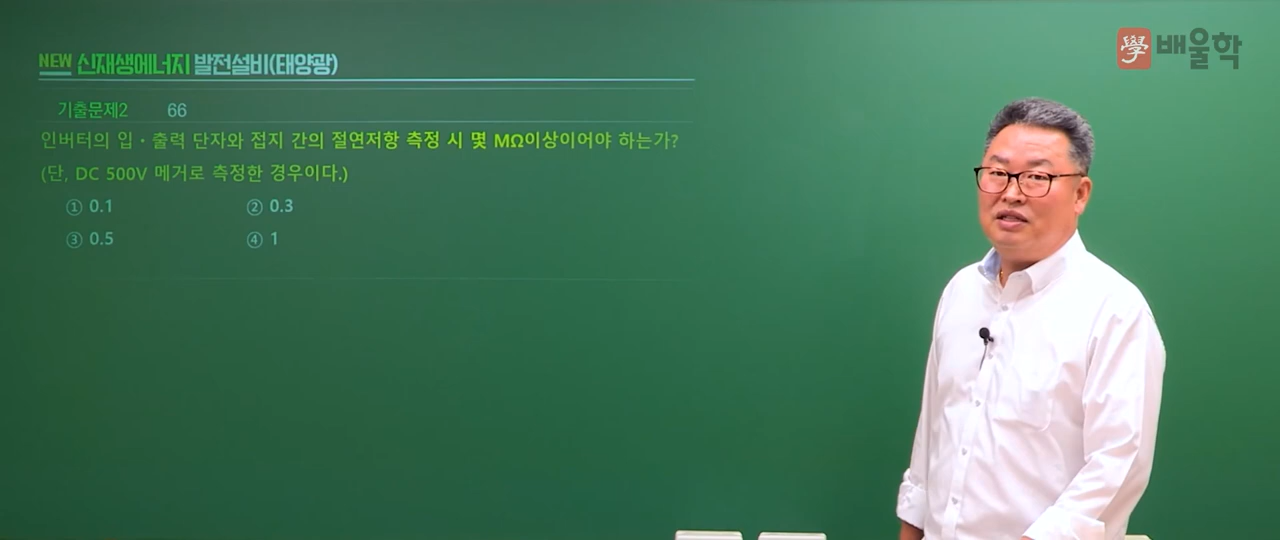 學 배울학
NEW 신재생에너지 발전설비(태양광)
기출문제2 66
인버터의 입·출력 단자와 접지 간의 절연저항 측정 시 몇 MΩ이상이어야 하는가?
(단, DC 500V 메거로 측정한 경우이다.)
① 0.1 ② 0.3
③ 0.5 ④ 1